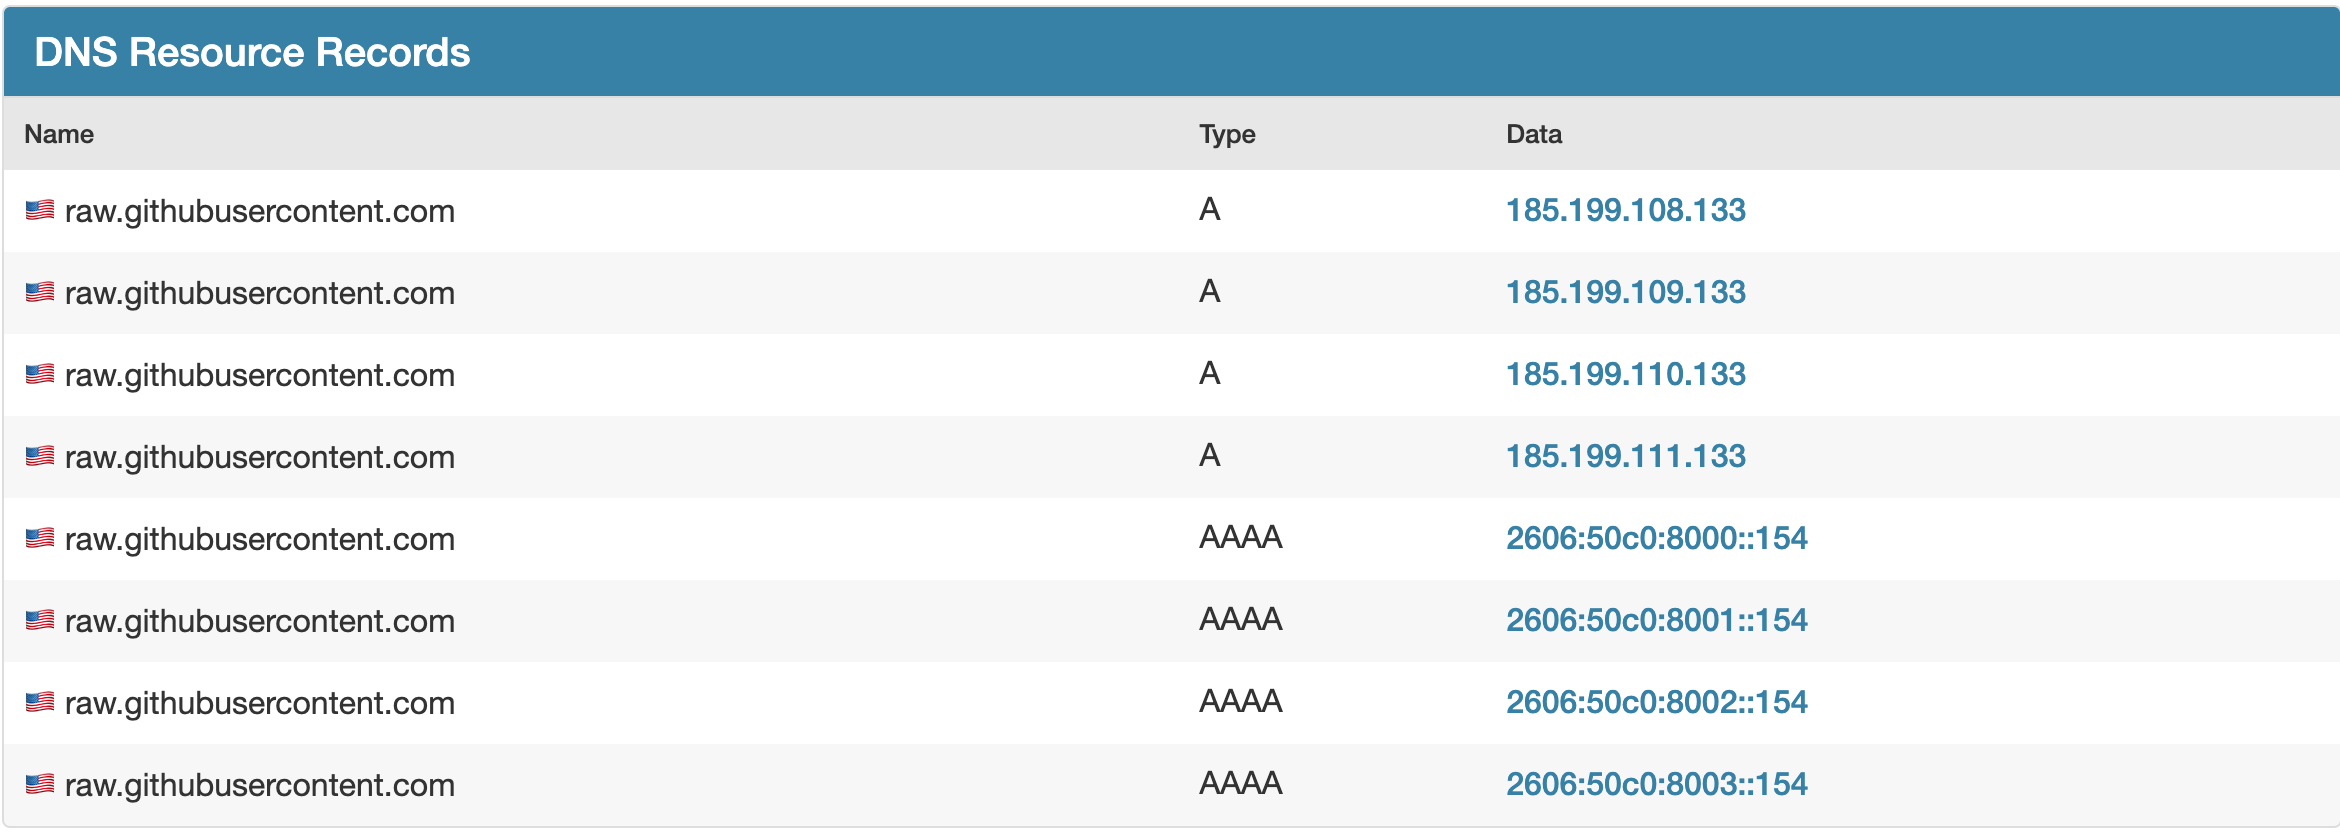 DNS Resource Records
Name Type Data
raw.githubusercontent.com A 185.199.108.133
raw.githubusercontent.com A 185.199.109.133
raw.githubusercontent.com A 185.199.110.133
raw.githubusercontent.com A 185.199.111.133
raw.githubusercontent.com AAAA 2606:50c0:8000::154
raw.githubusercontent.com AAAA 2606:50c0:8001::154
raw.githubusercontent.com AAAA 2606:50c0:8002::154
raw.githubusercontent.com AAAA 2606:50c0:8003::154